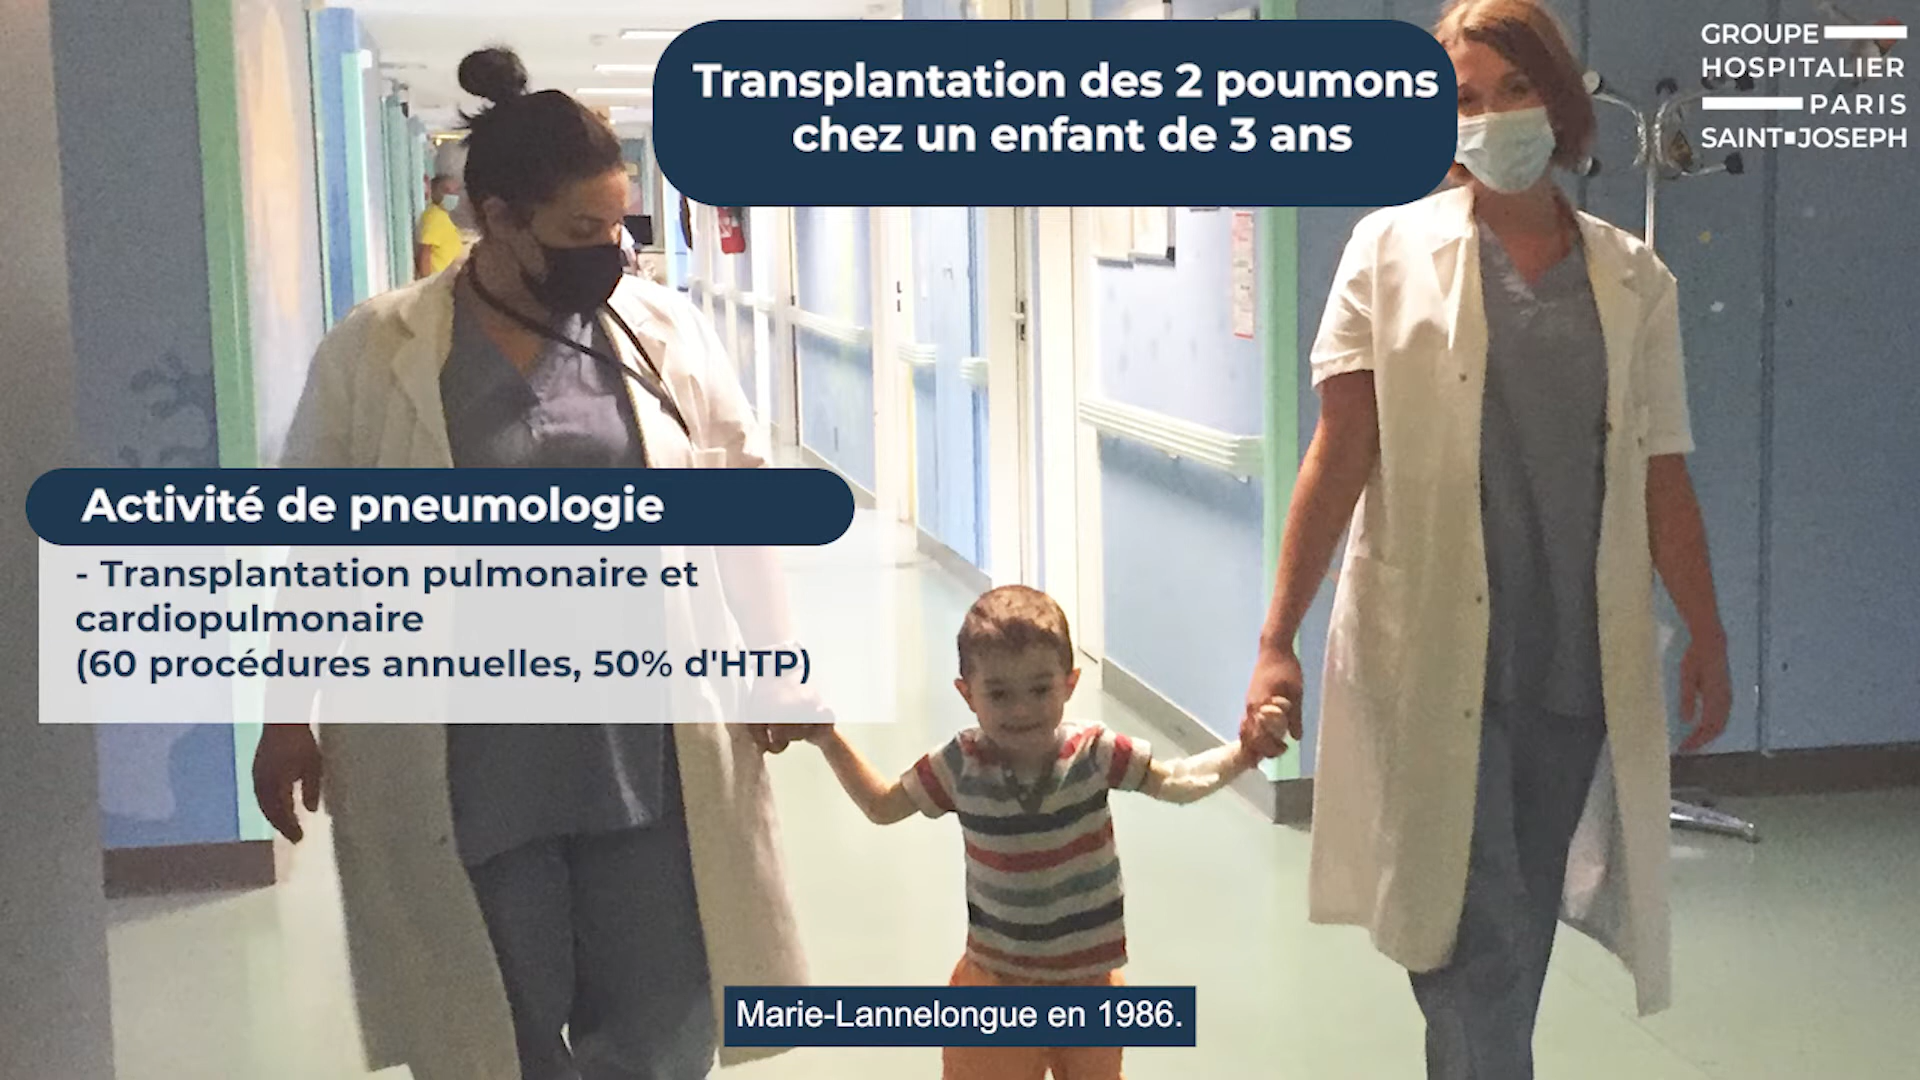 Transplantation des 2 poumons
chez un enfant de 3 ans
GROUPE
HOSPITALIER
PARIS
SAINT JOSEPH
Activité de pneumologie
- Transplantation pulmonaire et
cardiopulmonaire
(60 procédures annuelles, 50% d'HTP)
Marie-Lannelongue en 1986.